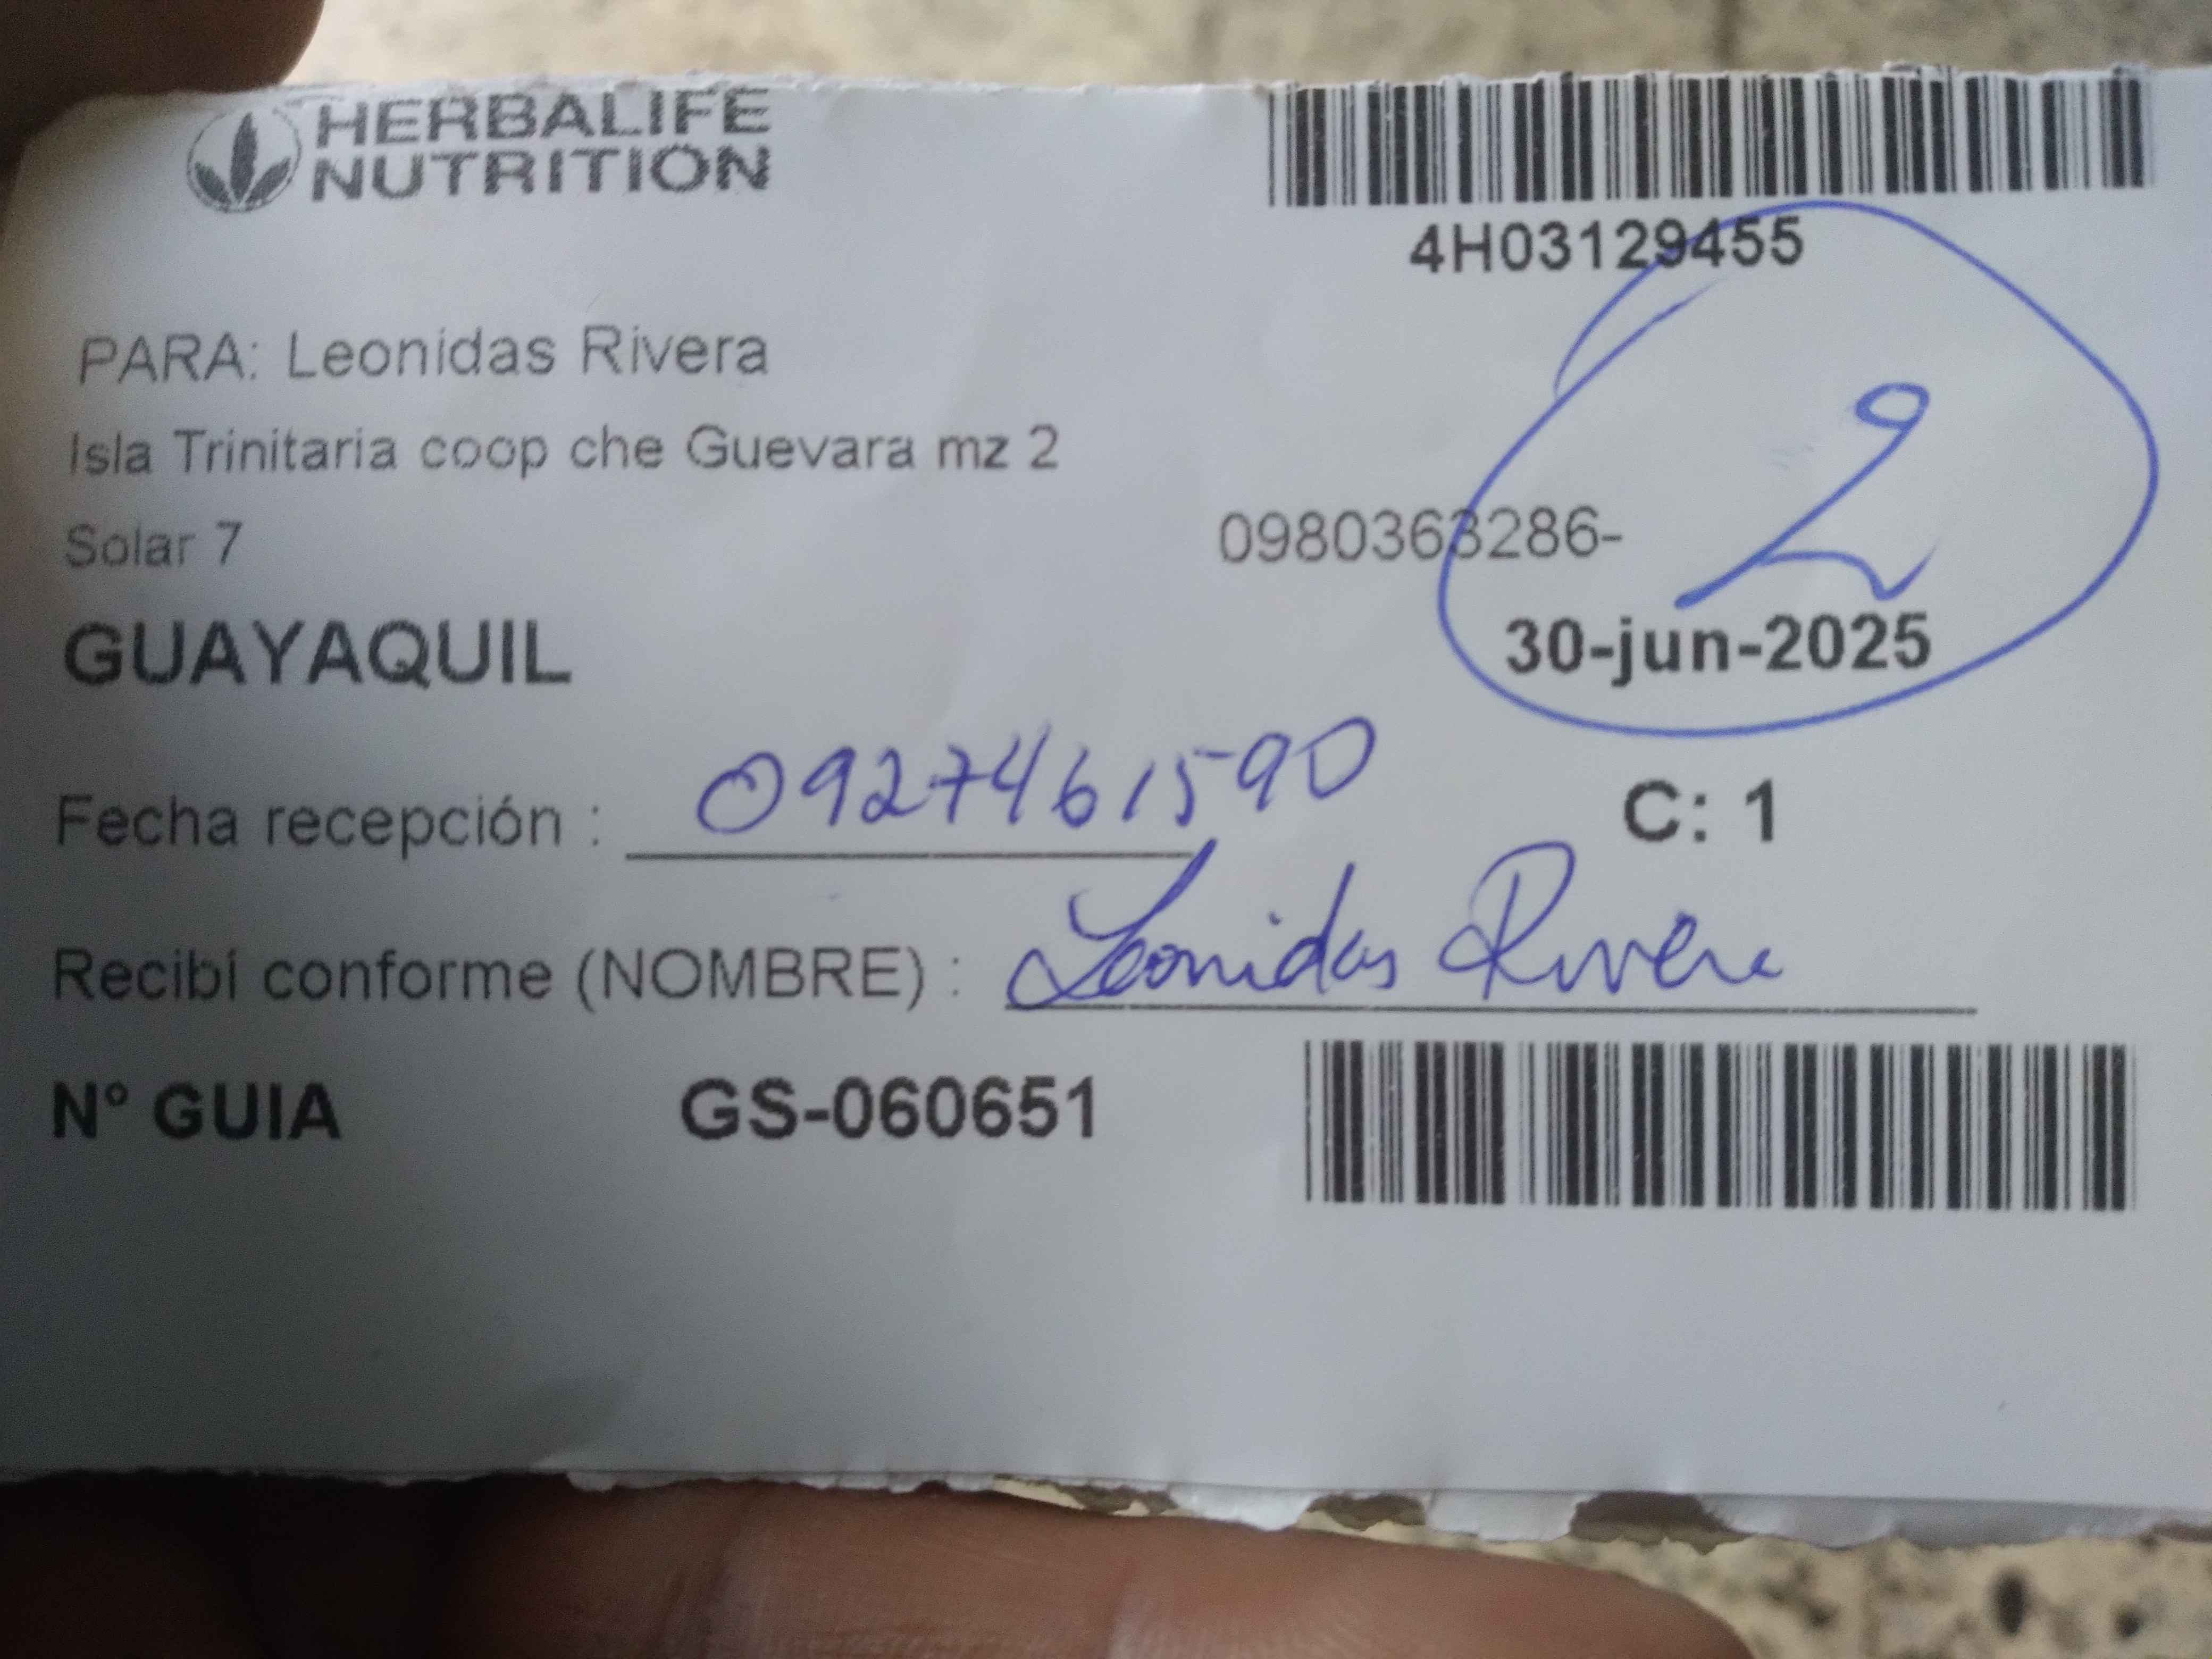 HERBALIFE
NUTRITION
4H03129455
PARA: Leonidas Rivera
Isla Trinitaria coop che Guevara mz 2
Solar 7
0980363286-
2
GUAYAQUIL
30-jun-2025
Fecha recepción : 0927461590
C: 1
Recibí conforme (NOMBRE) : Leonidas Rivera
N° GUIA GS-060651